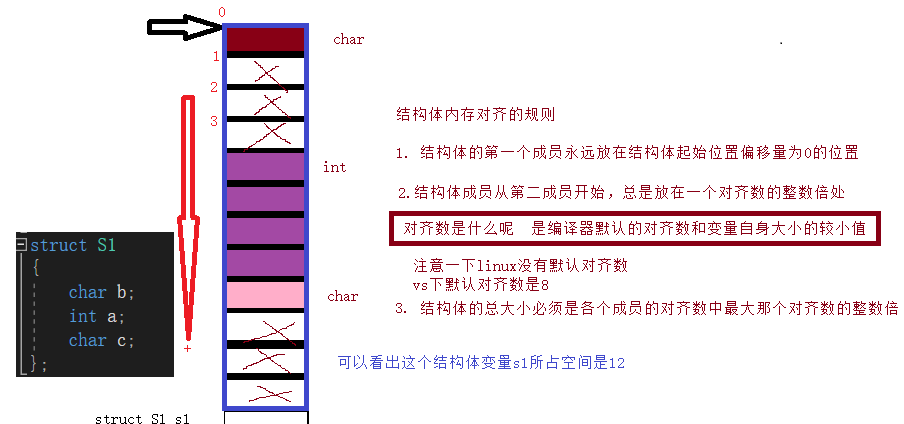 0
char
1
2
3
结构体内存对齐的规则
1. 结构体的第一个成员永远放在结构体起始位置偏移量为0的位置
int
2.结构体成员从第二成员开始，总是放在一个对齐数的整数倍处
对齐数是什么呢 是编译器默认的对齐数和变量自身大小的较小值
注意一下linux没有默认对齐数
vs下默认对齐数是8
char
3. 结构体的总大小必须是各个成员的对齐数中最大那个对齐数的整数倍
struct S1
{
char b;
int a;
char c;
};
可以看出这个结构体变量s1所占空间是12
struct S1 s1